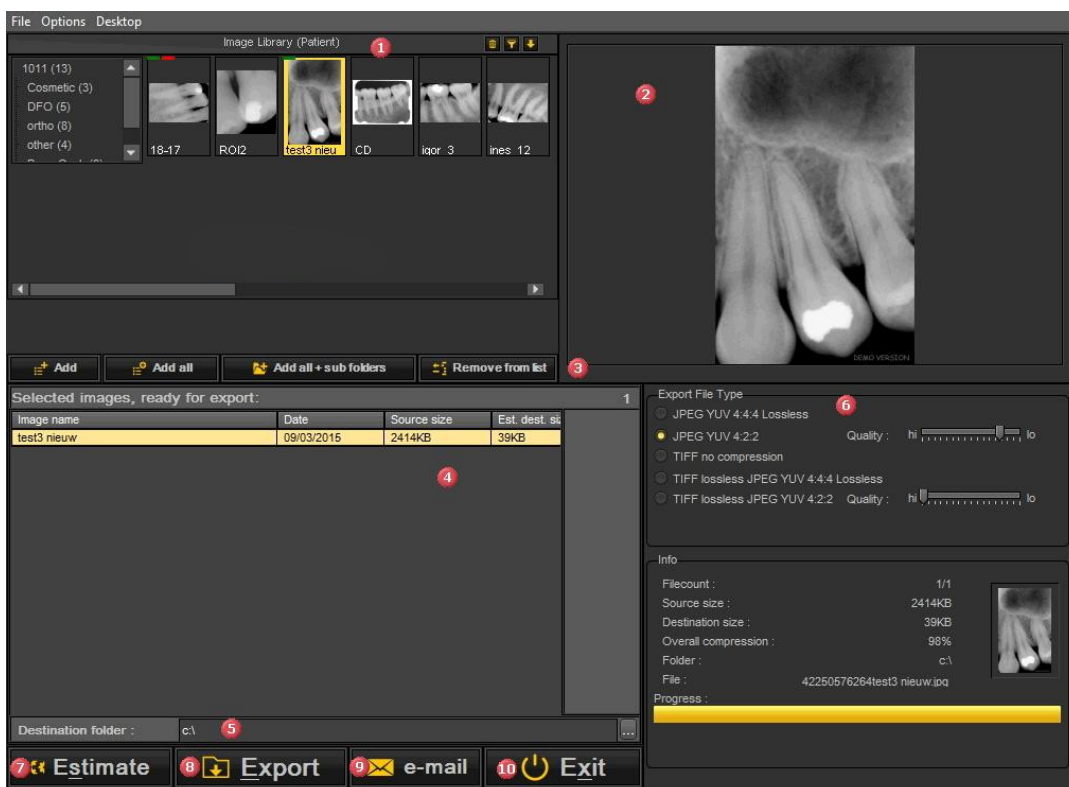 File Options Desktop
Image Library (Patient)
1
1011 (13)
Cosmetic (3)
DFO (5)
ortho (8)
other (4)
18-17
ROI2
test3 nieu
CD
igor_3
ines_12
2
DEMO VERSION
Add
Add all
Add all + sub folders
Remove from list
3
Selected images, ready for export: 1
Image name Date Source size Est. dest. siz
test3 nieuw 09/03/2015 2414KB 39KB
4
Destination folder : c:\ 5 ...
Export File Type
6
JPEG YUV 4:4:4 Lossless
JPEG YUV 4:2:2 Quality : hi lo
TIFF no compression
TIFF lossless JPEG YUV 4:4:4 Lossless
TIFF lossless JPEG YUV 4:2:2 Quality : hi lo
Info
Filecount : 1/1
Source size : 2414KB
Destination size : 39KB
Overall compression : 98%
Folder : c:\
File : 42250576264test3 nieuw.jpg
Progress :
7 Estimate
8 Export
9 e-mail
10 Exit